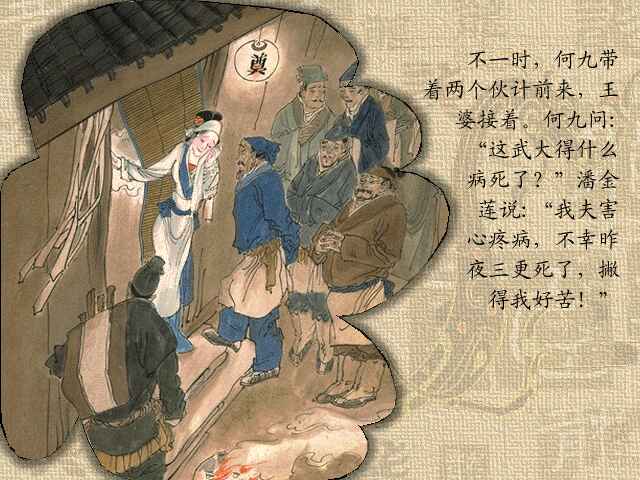 奠
不一时，何九带
着两个伙计前来，王
婆接着。何九问：
“这武大得什么
病死了？”潘金
莲说：“我夫害
心疼病，不幸昨
夜三更死了，撇
得我好苦！”